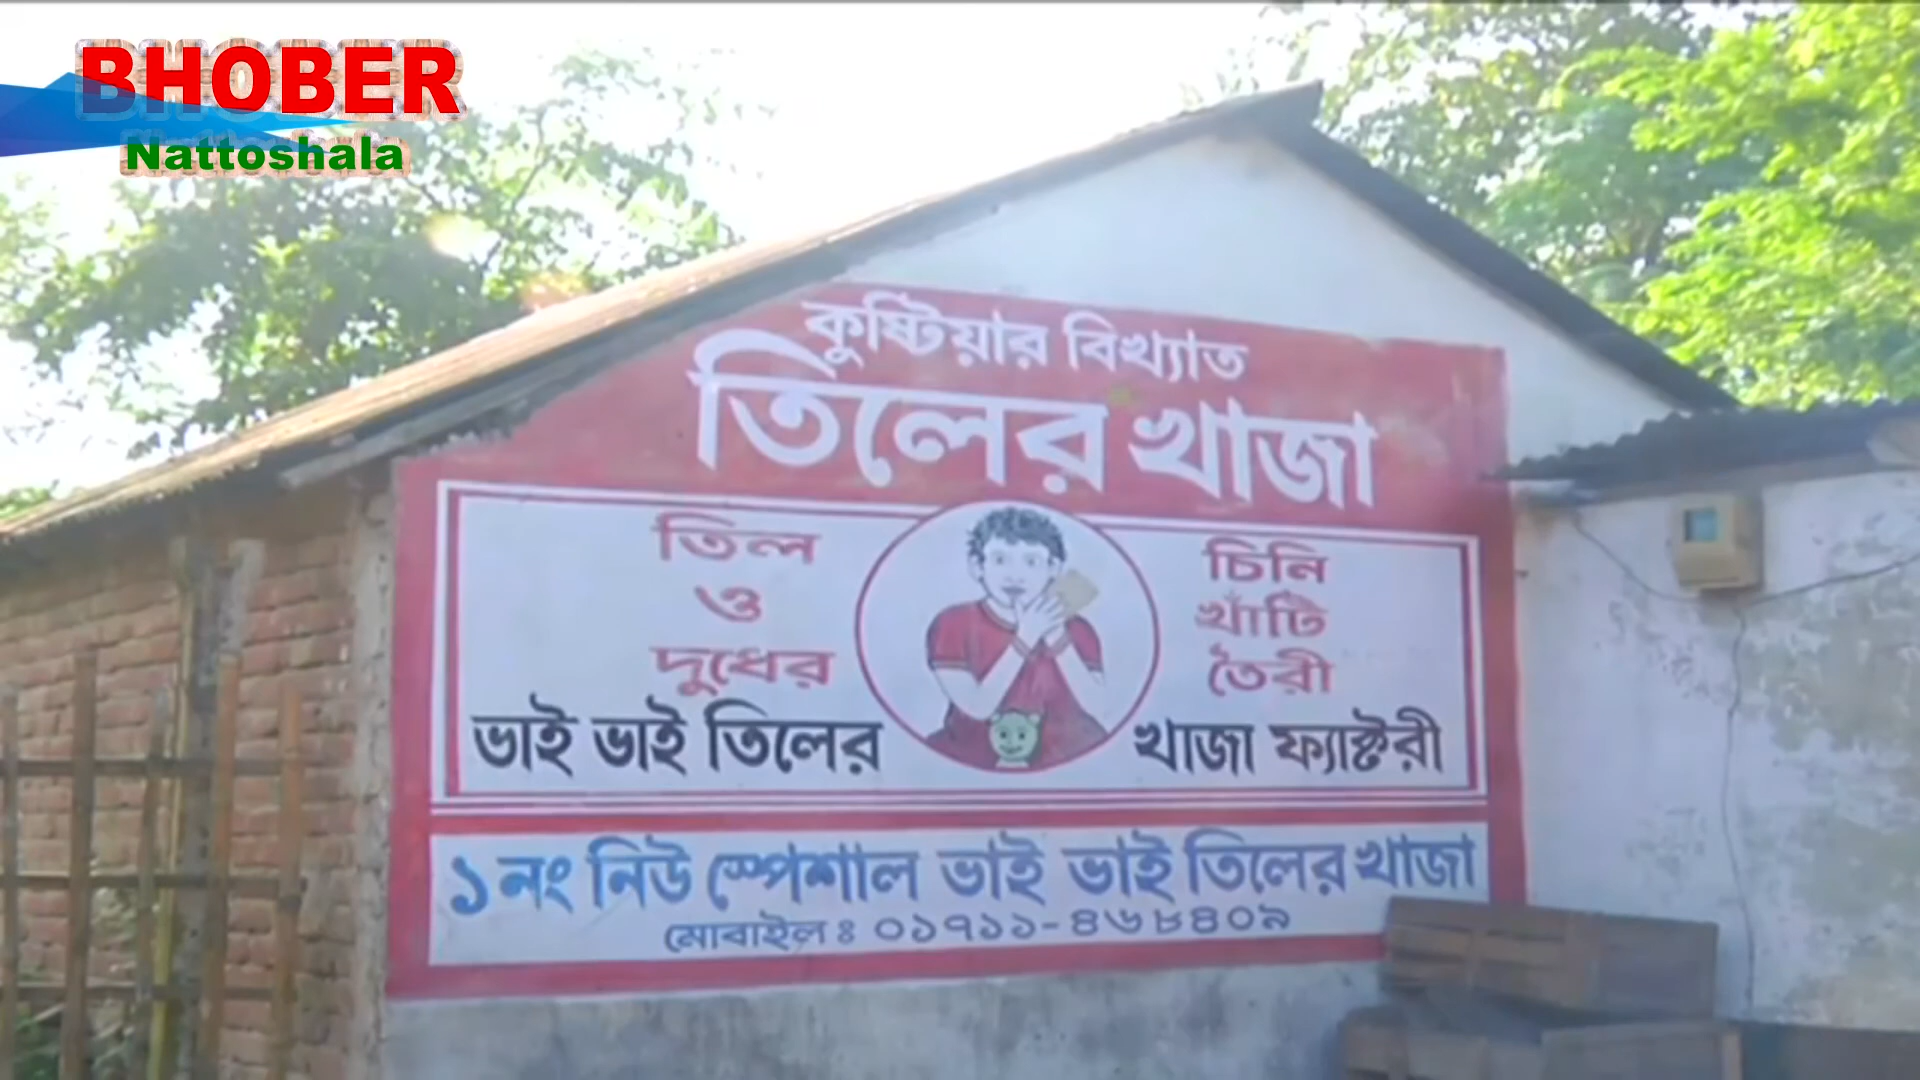 BHOBER
Nattoshala
কুষ্টিয়ার বিখ্যাত
তিলের খাজা
তিল
ও
দুধের
চিনি
খাঁটি
তৈরী
ভাই ভাই তিলের খাজা ফ্যাক্টরী
১নং নিউ স্পেশাল ভাই ভাই তিলের খাজা
মোবাইল ঃ ০১৭১১-৪৬৮৪০৯